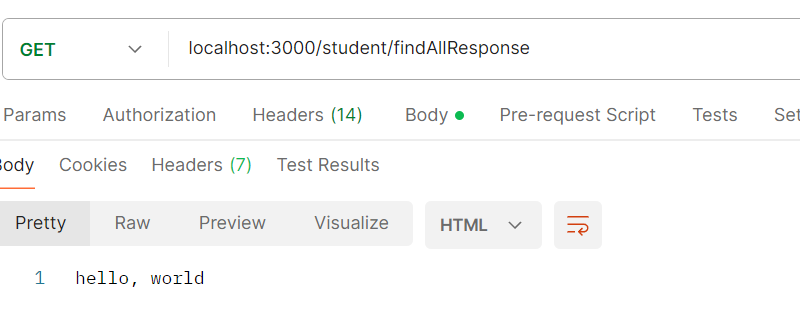 GET localhost:3000/student/findAllResponse
Params Authorization Headers (14) Body Pre-request Script Tests Set
Body Cookies Headers (7) Test Results
Pretty Raw Preview Visualize HTML
1 hello, world